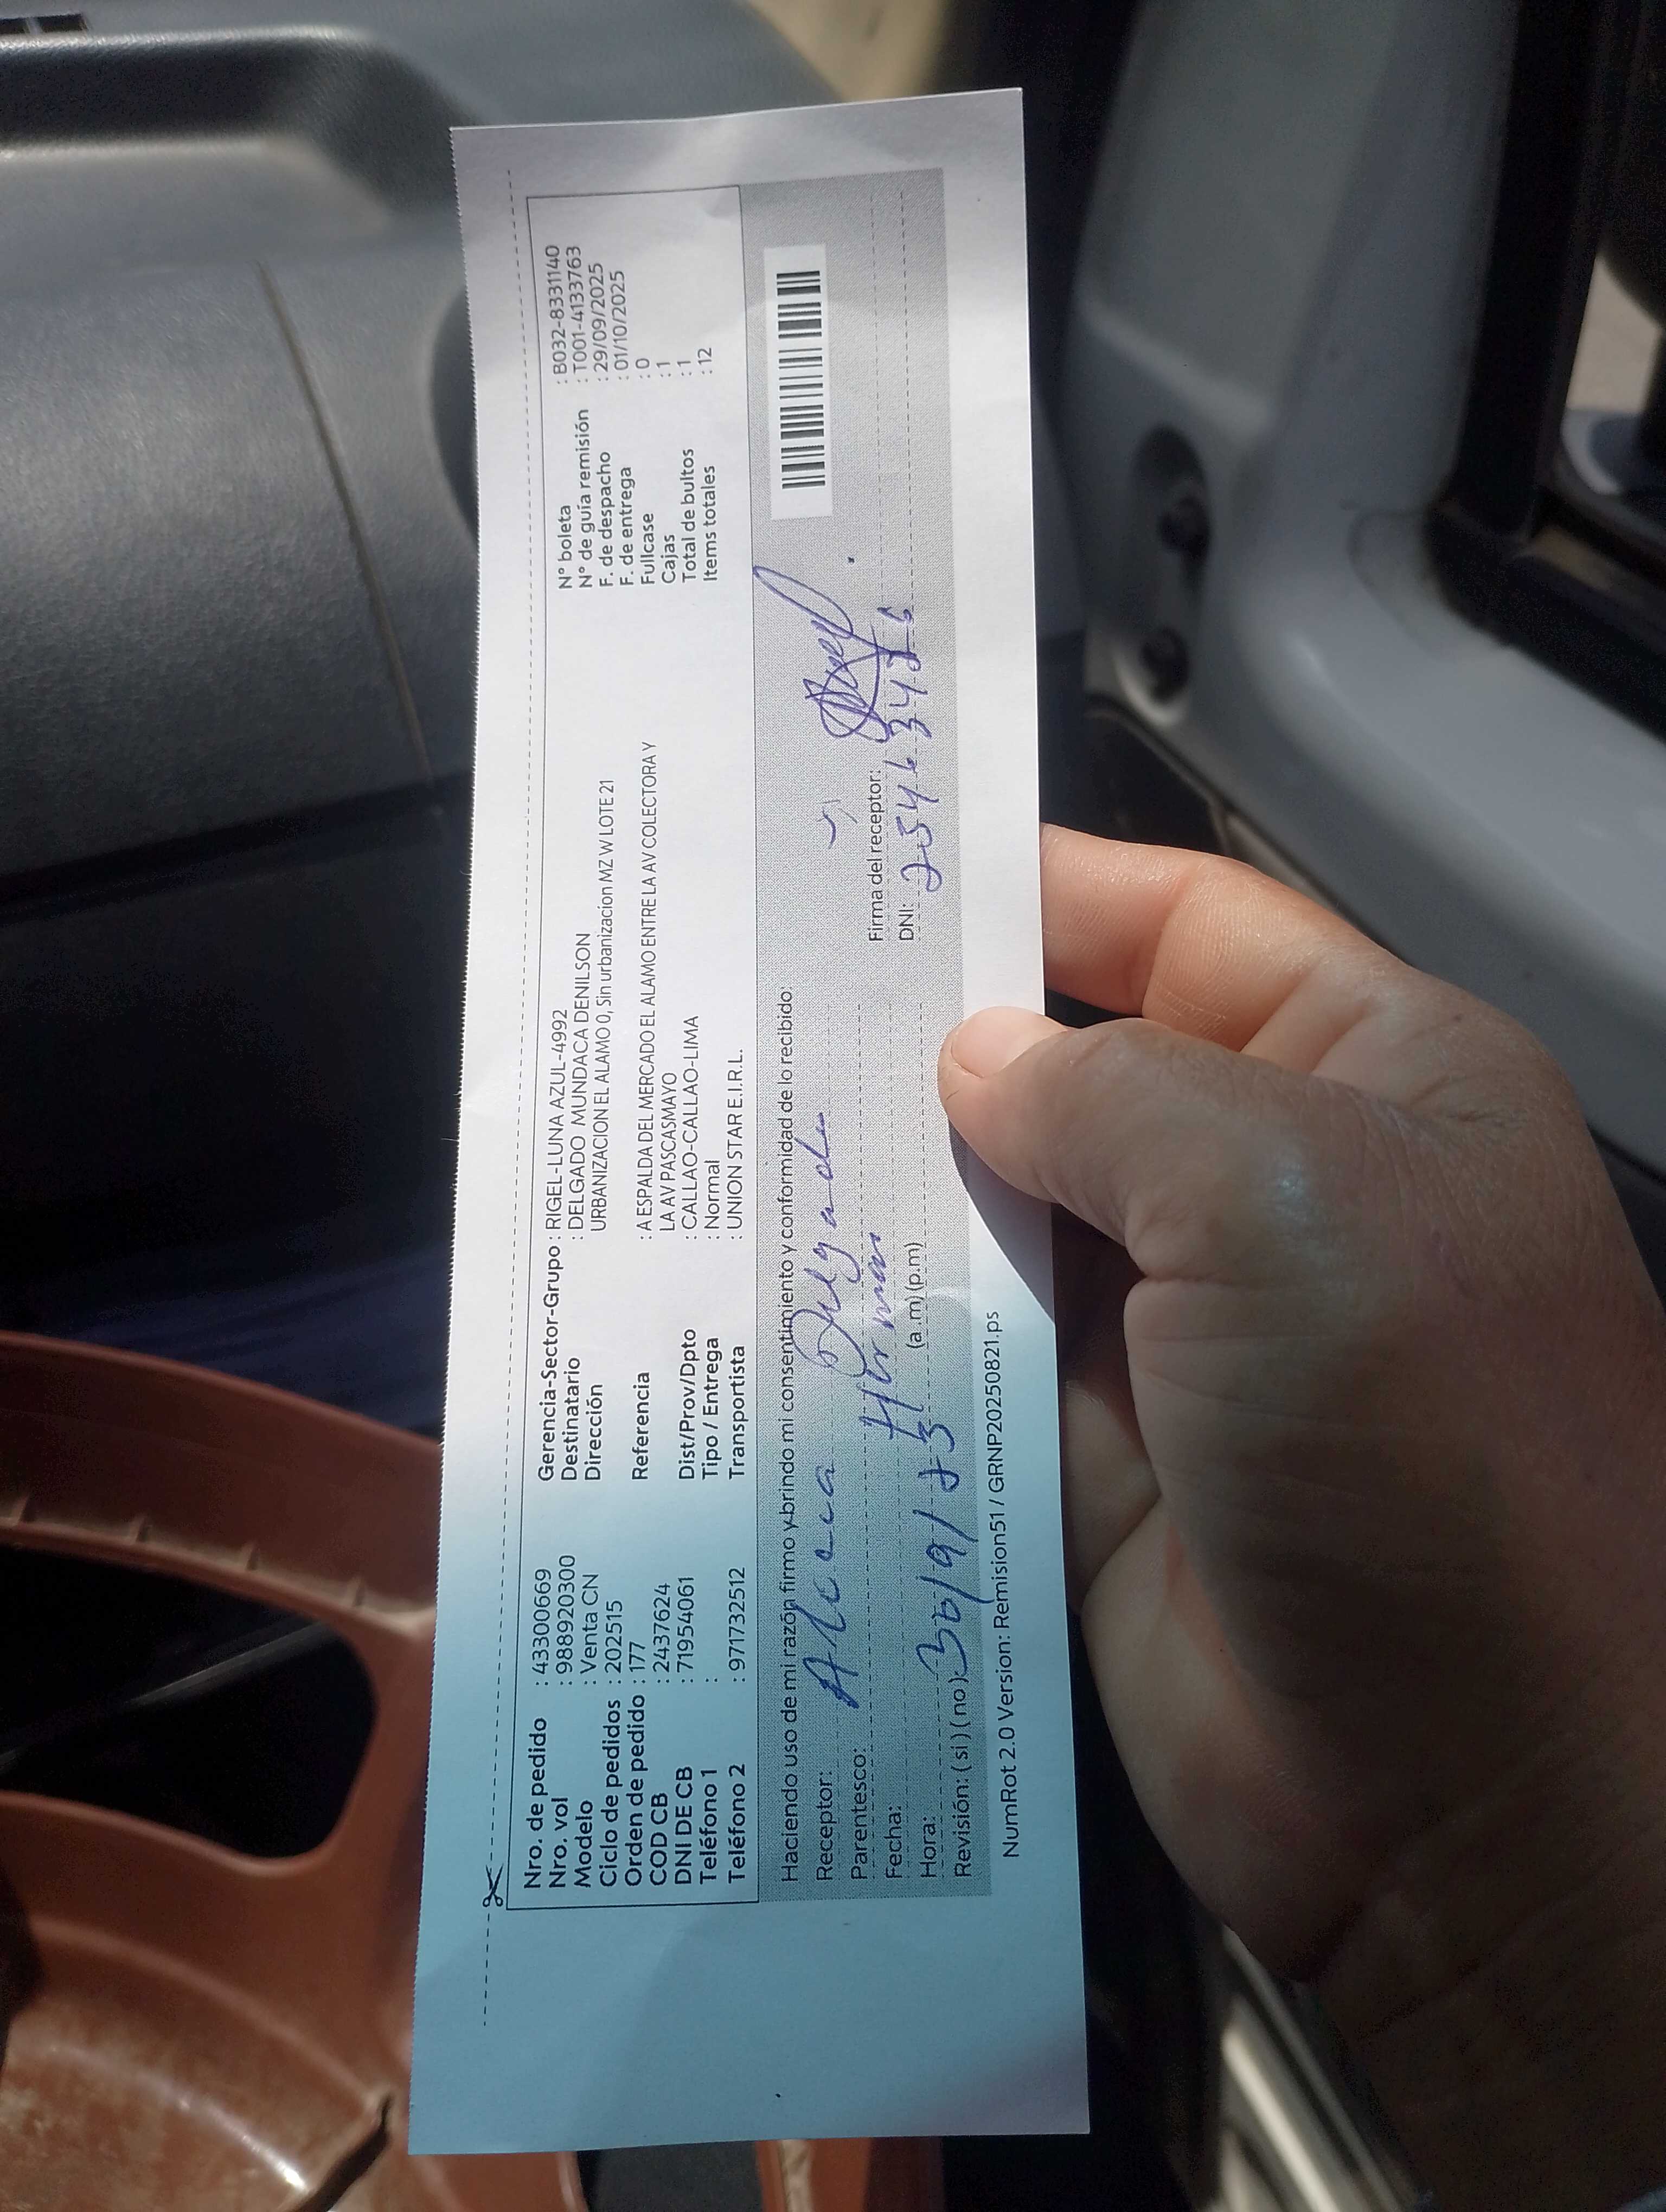 Nro. de pedido : 43300669
Nro. vol : 988920300
Modelo : Venta CN
Ciclo de pedidos : 202515
Orden de pedido : 177
COD CB : 2437624
DNI DE CB : 71954061
Teléfono 1 :
Teléfono 2 : 971732512
Gerencia-Sector-Grupo : RIGEL-LUNA AZUL-4992
Destinatario : DELGADO MUNDACA DENILSON
Dirección : URBANIZACION EL ALAMO 0, Sin urbanizacion MZ W LOTE 21
Referencia : A ESPALDA DEL MERCADO EL ALAMO ENTRE LA AV COLECTORA Y
LA AV PASCASMAYO
Dist/Prov/Dpto : CALLAO-CALLAO-LIMA
Tipo / Entrega : Normal
Transportista : UNION STAR E.I.R.L.
N° boleta : B032-8331140
N° de guía remisión : T001-4133763
F. de despacho : 29/09/2025
F. de entrega : 01/10/2025
Fullcase : 0
Cajas : 1
Total de bultos : 1
Items totales : 12
Haciendo uso de mi razón firmo y brindo mi consentimiento y conformidad de lo recibido:
Receptor: Delgado
Parentesco:
Fecha:
Hora: 30/9/25 (a .m) (p.m)
Revisión: ( si ) ( no )
Firma del receptor:
DNI:
NumRot 2.0 Version: Remision51 / GRNP20250821.ps